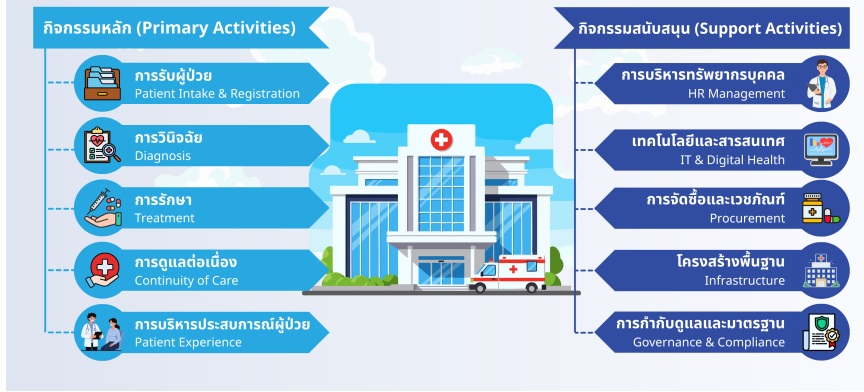 กิจกรรมหลัก (Primary Activities)
การรับผู้ป่วย
Patient Intake & Registration
การวินิจฉัย
Diagnosis
การรักษา
Treatment
การดูแลต่อเนื่อง
Continuity of Care
การบริหารประสบการณ์ผู้ป่วย
Patient Experience
กิจกรรมสนับสนุน (Support Activities)
การบริหารทรัพยากรบุคคล
HR Management
เทคโนโลยีและสารสนเทศ
IT & Digital Health
การจัดซื้อและเวชภัณฑ์
Procurement
โครงสร้างพื้นฐาน
Infrastructure
การกำกับดูแลและมาตรฐาน
Governance & Compliance